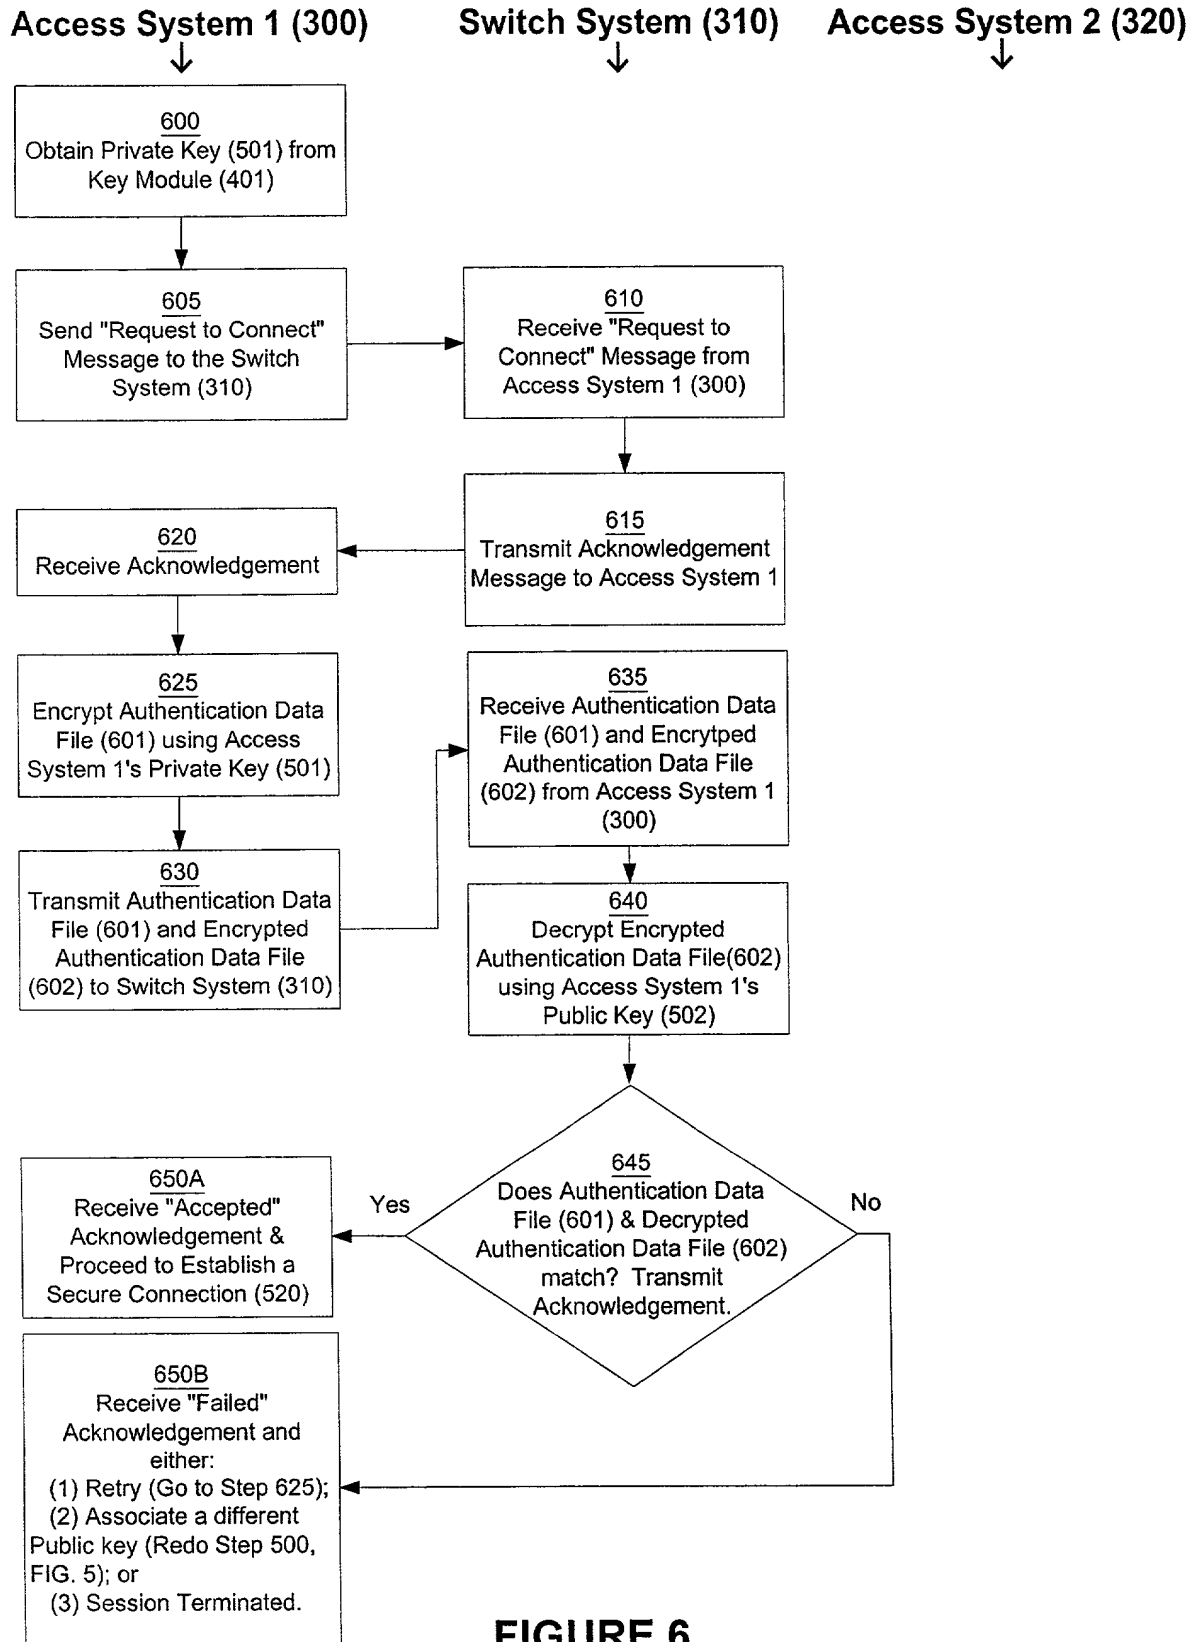 Access System 1 (300)
Switch System (310)
Access System 2 (320)
600
Obtain Private Key (501) from
Key Module (401)
605
Send "Request to Connect"
Message to the Switch
System (310)
610
Receive "Request to
Connect" Message from
Access System 1 (300)
615
Transmit Acknowledgement
Message to Access System 1
620
Receive Acknowledgement
625
Encrypt Authentication Data
File (601) using Access
System 1's Private Key (501)
630
Transmit Authentication Data
File (601) and Encrypted
Authentication Data File
(602) to Switch System (310)
635
Receive Authentication Data
File (601) and Encrytped
Authentication Data File
(602) from Access System 1
(300)
640
Decrypt Encrypted
Authentication Data File(602)
using Access System 1's
Public Key (502)
645
Does Authentication Data
File (601) & Decrypted
Authentication Data File (602)
match? Transmit
Acknowledgement.
Yes
No
650A
Receive "Accepted"
Acknowledgement &
Proceed to Establish a
Secure Connection (520)
650B
Receive "Failed"
Acknowledgement and
either:
(1) Retry (Go to Step 625);
(2) Associate a different
Public key (Redo Step 500,
FIG. 5); or
(3) Session Terminated.
FIGURE 6